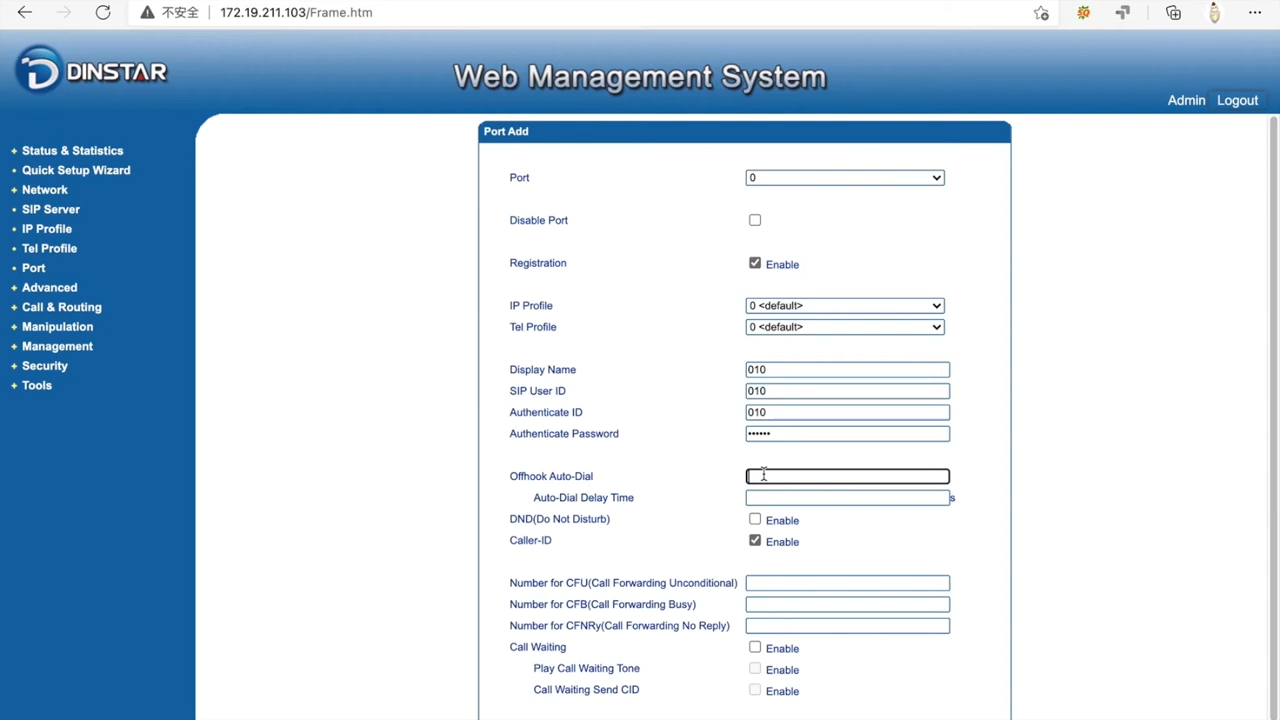 不安全 172.19.211.103/Frame.htm
DINSTAR
Web Management System
Admin Logout
Status & Statistics
Quick Setup Wizard
Network
SIP Server
IP Profile
Tel Profile
Port
Advanced
Call & Routing
Manipulation
Management
Security
Tools
Port Add
Port 0
Disable Port
Registration Enable
IP Profile 0 <default>
Tel Profile 0 <default>
Display Name 010
SIP User ID 010
Authenticate ID 010
Authenticate Password ••••••
Offhook Auto-Dial
Auto-Dial Delay Time s
DND(Do Not Disturb) Enable
Caller-ID Enable
Number for CFU(Call Forwarding Unconditional)
Number for CFB(Call Forwarding Busy)
Number for CFNRy(Call Forwarding No Reply)
Call Waiting Enable
Play Call Waiting Tone Enable
Call Waiting Send CID Enable